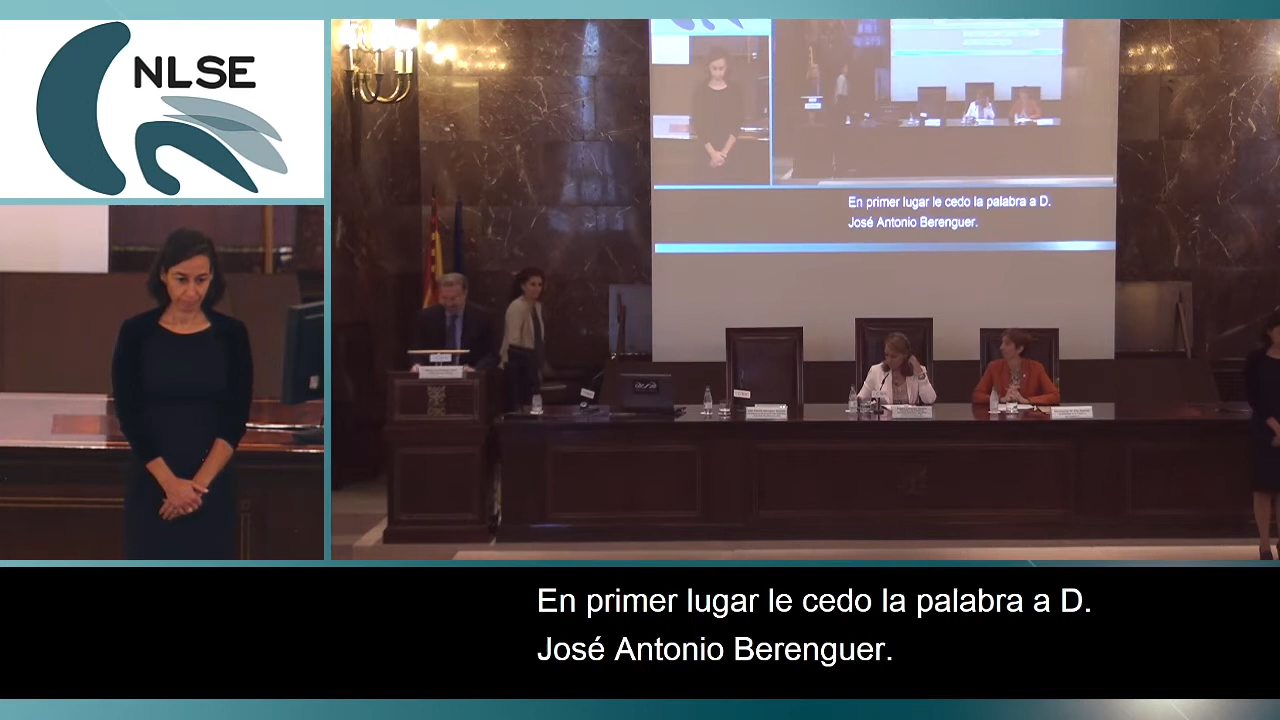 NLSE
En primer lugar le cedo la palabra a D.
José Antonio Berenguer.
En primer lugar le cedo la palabra a D.
José Antonio Berenguer.